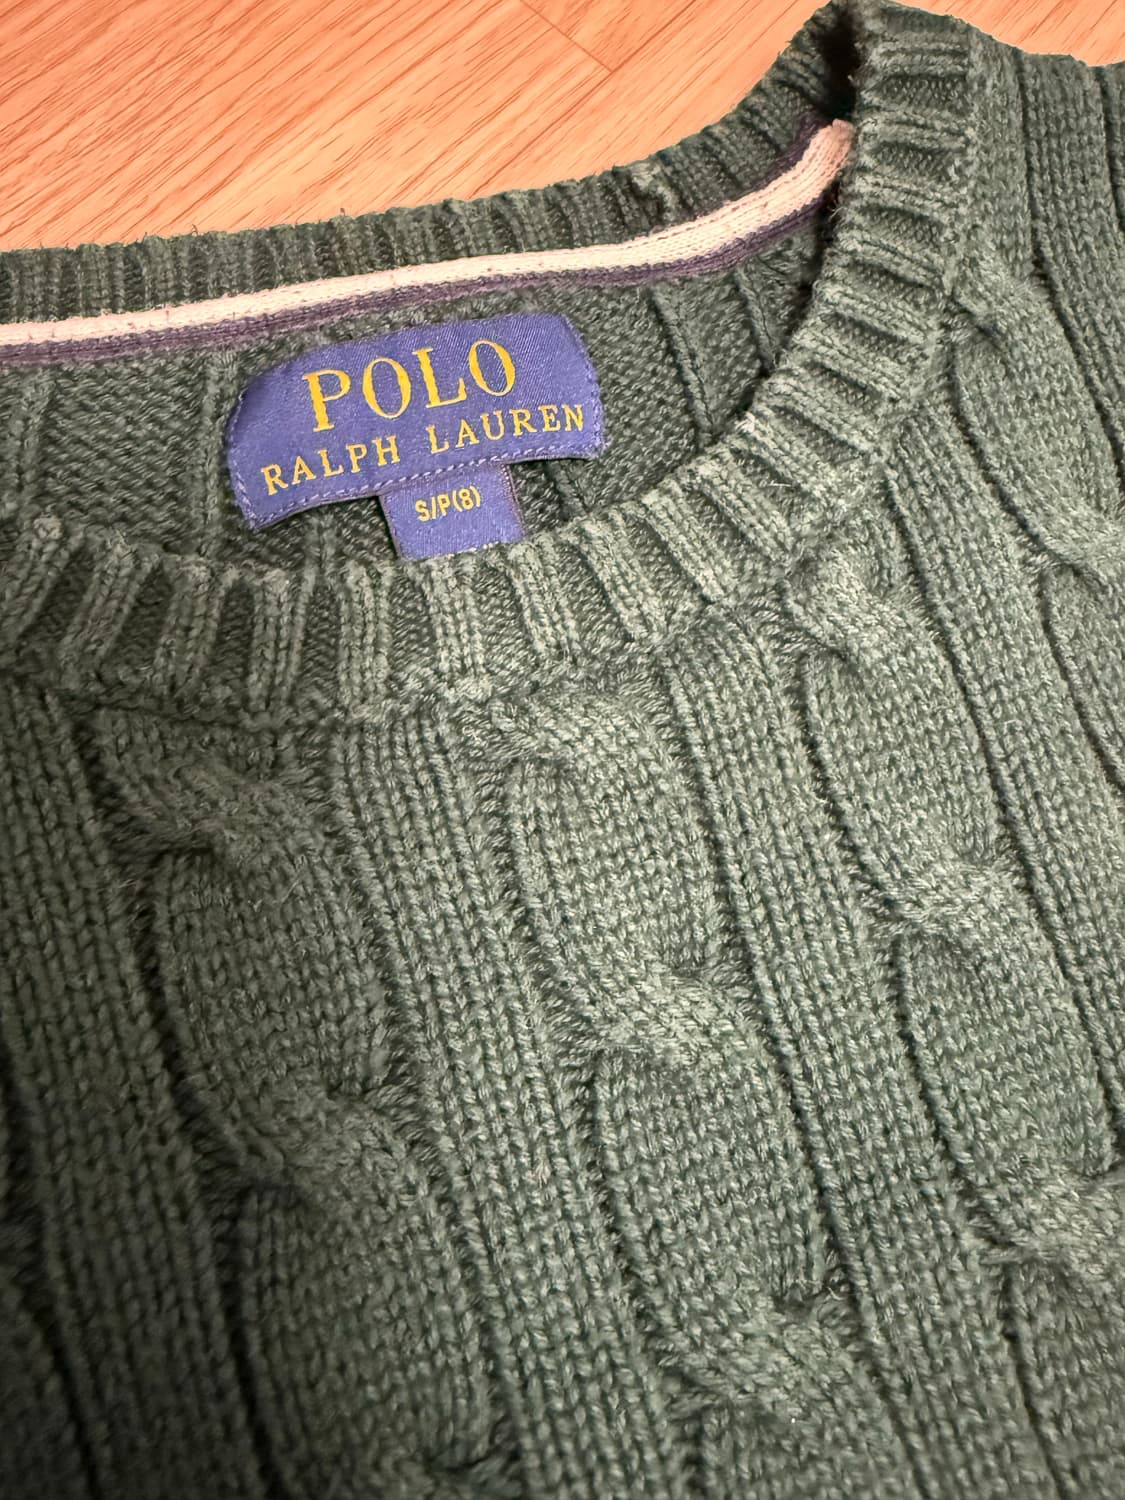 POLO
RALPH LAUREN
S/P(8)